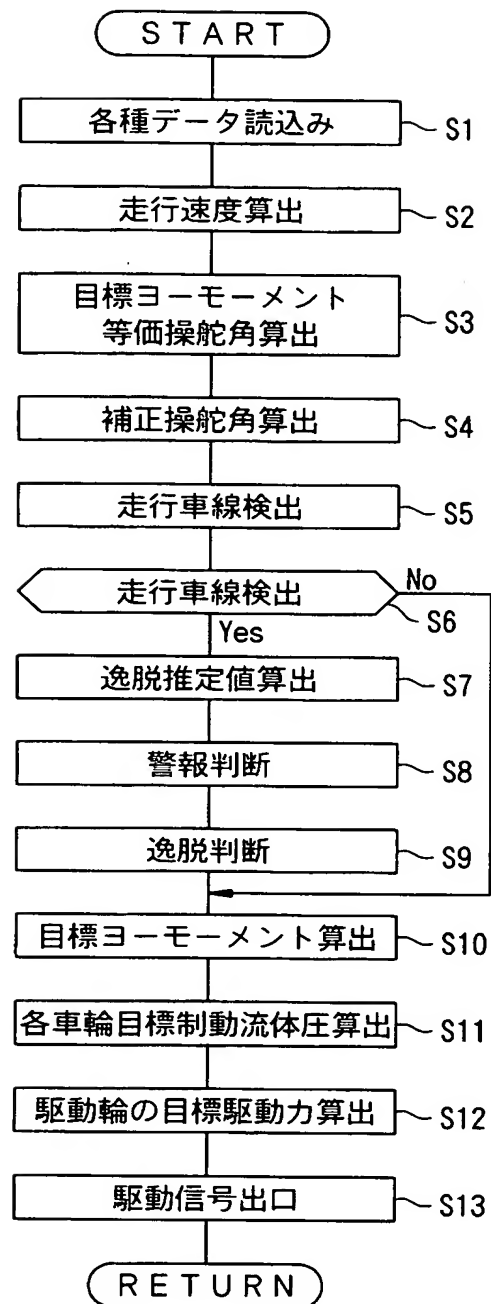 START
各種データ読込み
S1
走行速度算出
S2
目標ヨーモーメント
等価操舵角算出
S3
補正操舵角算出
S4
走行車線検出
S5
走行車線検出
No
S6
Yes
逸脱推定値算出
S7
警報判断
S8
逸脱判断
S9
目標ヨーモーメント算出
S10
各車輪目標制動流体圧算出
S11
駆動輪の目標駆動力算出
S12
駆動信号出口
S13
RETURN